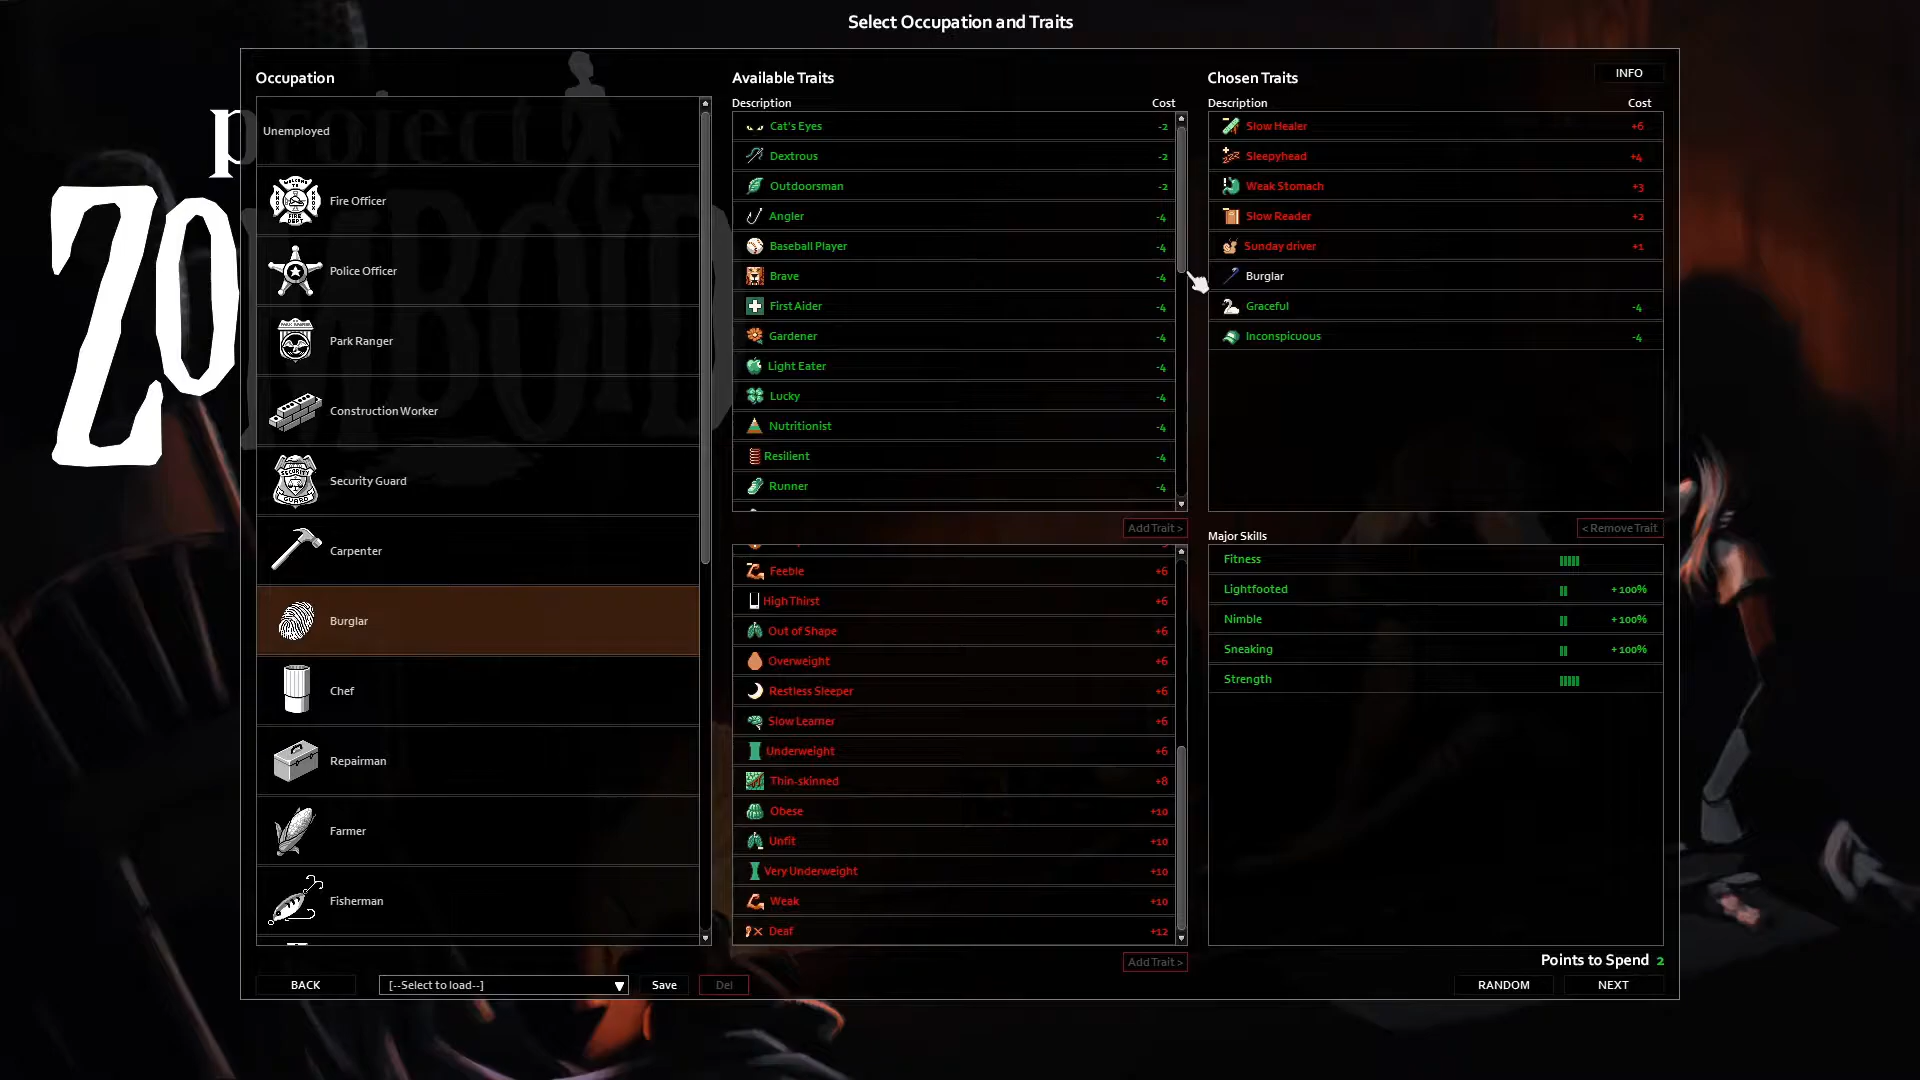 Select Occupation and Traits
project
ZOMBOID
Occupation
Unemployed
Fire Officer
Police Officer
Park Ranger
Construction Worker
Security Guard
Carpenter
Burglar
Chef
Repairman
Farmer
Fisherman
Available Traits
Description Cost
Cat's Eyes -2
Dextrous -2
Outdoorsman -2
Angler -4
Baseball Player -4
Brave -4
First Aider -4
Gardener -4
Light Eater -4
Lucky -4
Nutritionist -4
Resilient -4
Runner -4
Add Trait >
Feeble +6
High Thirst +6
Out of Shape +6
Overweight +6
Restless Sleeper +6
Slow Learner +6
Underweight +6
Thin-skinned +8
Obese +10
Unfit +10
Very Underweight +10
Weak +10
Deaf +12
Add Trait >
Chosen Traits
INFO
Description Cost
Slow Healer +6
Sleepyhead +4
Weak Stomach +3
Slow Reader +2
Sunday driver +1
Burglar
Graceful -4
Inconspicuous -4
< Remove Trait
Major Skills
Fitness
Lightfooted +100%
Nimble +100%
Sneaking +100%
Strength
Points to Spend 2
BACK
[--Select to load--]
Save
Del
RANDOM
NEXT